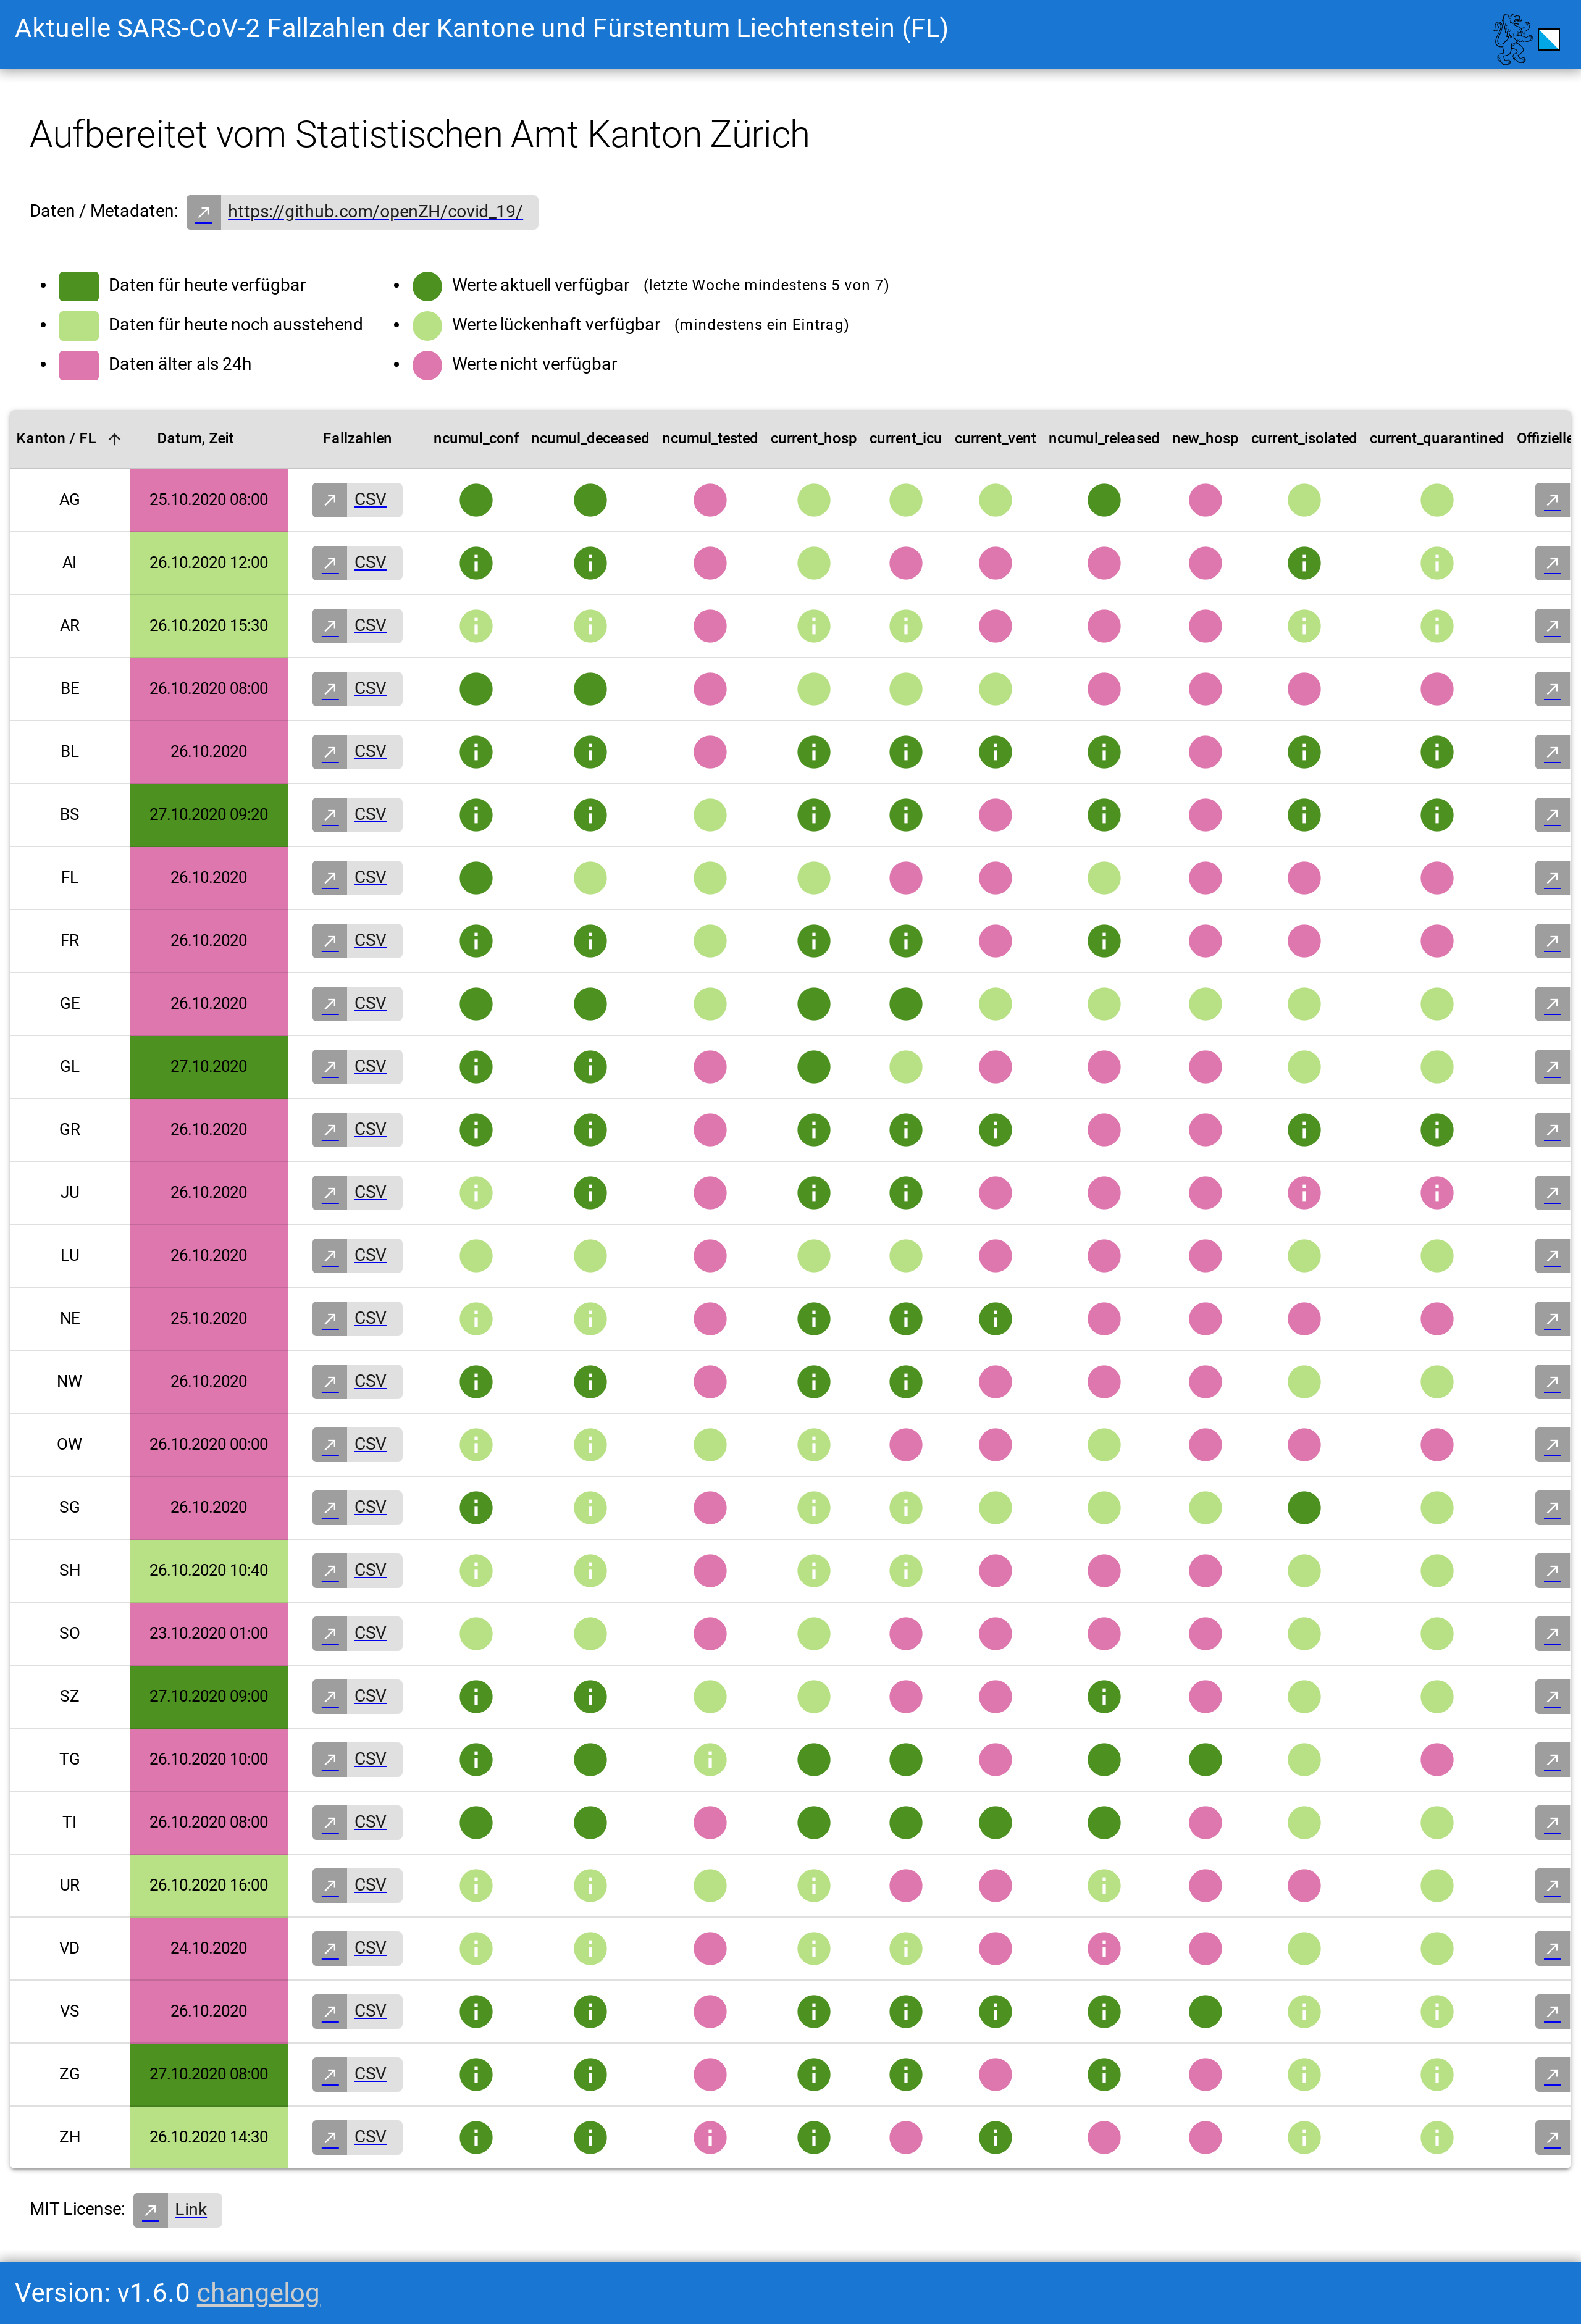 Aktuelle SARS-CoV-2 Fallzahlen der Kantone und Fürstentum Liechtenstein (FL)
Aufbereitet vom Statistischen Amt Kanton Zürich
Daten / Metadaten: https://github.com/openZH/covid_19/
Daten für heute verfügbar
Daten für heute noch ausstehend
Daten älter als 24h
Werte aktuell verfügbar (letzte Woche mindestens 5 von 7)
Werte lückenhaft verfügbar (mindestens ein Eintrag)
Werte nicht verfügbar
Kanton / FL Datum, Zeit Fallzahlen ncumul_conf ncumul_deceased ncumul_tested current_hosp current_icu current_vent ncumul_released new_hosp current_isolated current_quarantined Offizielle
AG 25.10.2020 08:00 CSV
AI 26.10.2020 12:00 CSV
AR 26.10.2020 15:30 CSV
BE 26.10.2020 08:00 CSV
BL 26.10.2020 CSV
BS 27.10.2020 09:20 CSV
FL 26.10.2020 CSV
FR 26.10.2020 CSV
GE 26.10.2020 CSV
GL 27.10.2020 CSV
GR 26.10.2020 CSV
JU 26.10.2020 CSV
LU 26.10.2020 CSV
NE 25.10.2020 CSV
NW 26.10.2020 CSV
OW 26.10.2020 00:00 CSV
SG 26.10.2020 CSV
SH 26.10.2020 10:40 CSV
SO 23.10.2020 01:00 CSV
SZ 27.10.2020 09:00 CSV
TG 26.10.2020 10:00 CSV
TI 26.10.2020 08:00 CSV
UR 26.10.2020 16:00 CSV
VD 24.10.2020 CSV
VS 26.10.2020 CSV
ZG 27.10.2020 08:00 CSV
ZH 26.10.2020 14:30 CSV
MIT License: Link
Version: v1.6.0 changelog